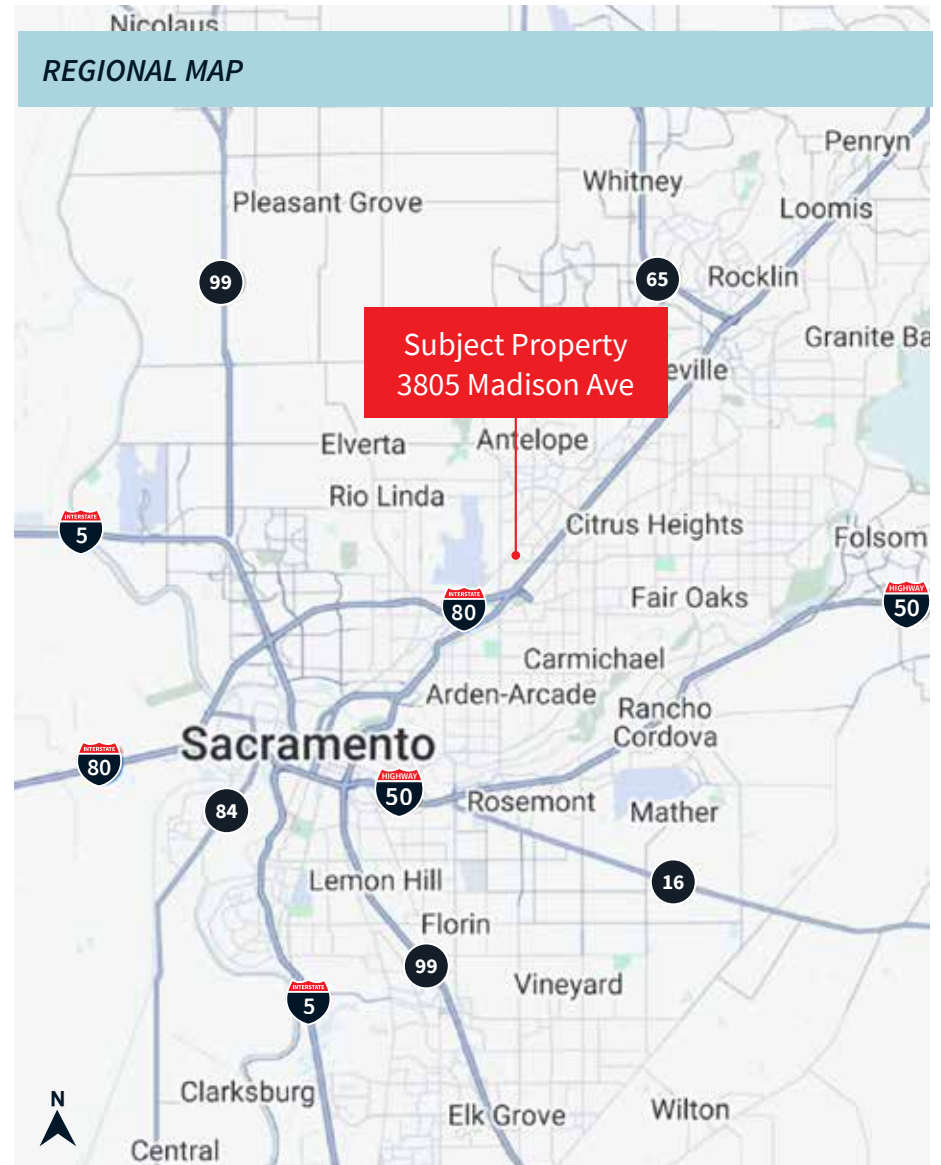 Nicolaus
REGIONAL MAP
Penryn
Whitney
Pleasant Grove
Loomis
99
65
Rocklin
Subject Property
3805 Madison Ave
Granite Ba
eville
Elverta
Antelope
Rio Linda
INTERSTATE
5
Citrus Heights
Folsom
INTERSTATE
80
Fair Oaks
HIGHWAY
50
Carmichael
Arden-Arcade
Rancho
Cordova
Sacramento
INTERSTATE
80
HIGHWAY
50
84
Rosemont
Mather
Lemon Hill
16
Florin
99
Vineyard
INTERSTATE
5
Clarksburg
N
Elk Grove
Wilton
Central